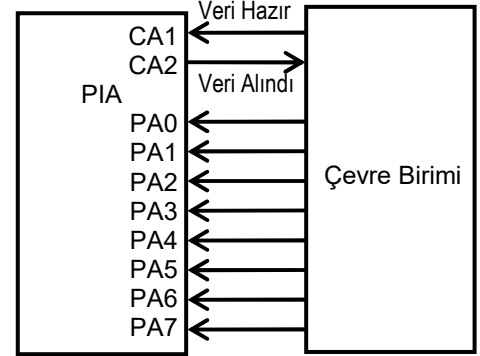 Veri Hazır
CA1
CA2
Veri Alındı
PIA
PA0
PA1
PA2
Çevre Birimi
PA3
PA4
PA5
PA6
PA7